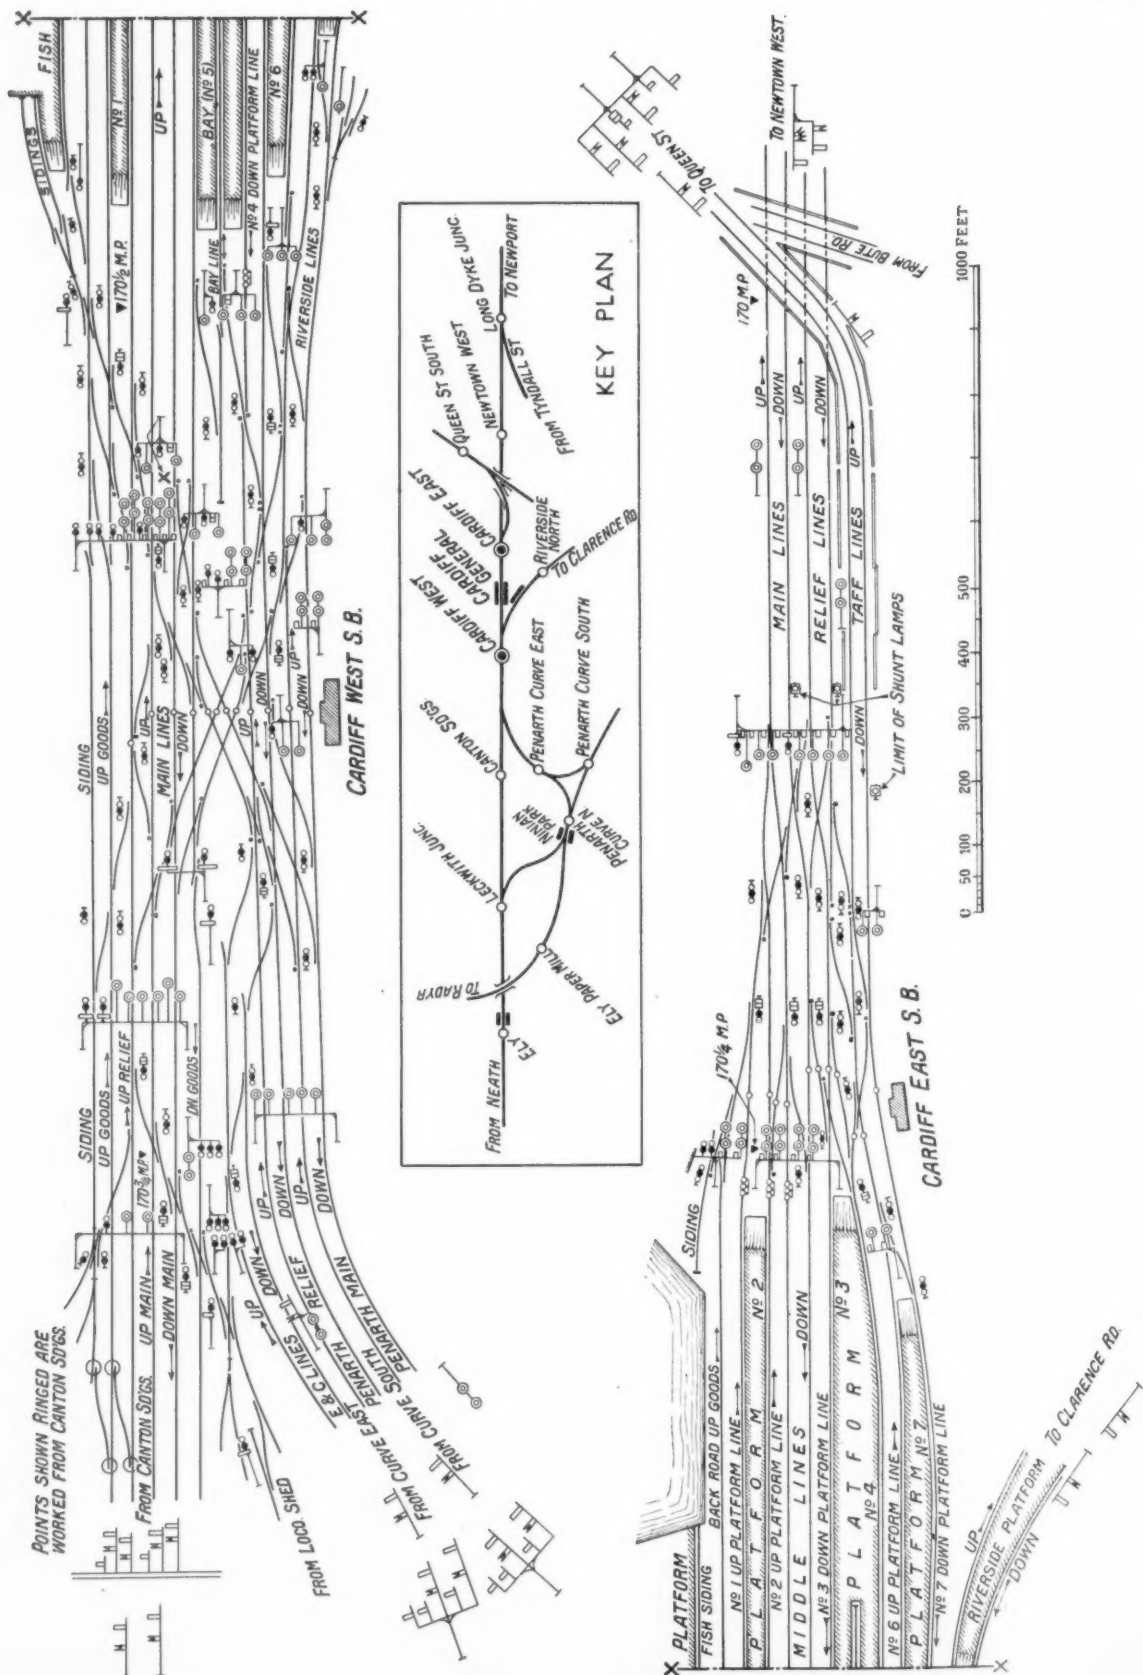 POINTS SHOWN RINGED ARE
WORKED FROM CANTON SDGS.
FROM CANTON SD'GS.
UP MAIN
DOWN MAIN
SIDING
UP GOODS
UP RELIEF
170¾ M.P.
DN. GOODS
FROM LOCO. SHED
E & C LINES
UP
DOWN
RELIEF
PENARTH
FROM CURVE EAST
UP
DOWN
UP
DOWN
PENARTH MAIN
FROM CURVE SOUTH
SIDING
UP GOODS
UP
MAIN LINES
DOWN
UP
DOWN
DOWN UP
CARDIFF WEST S.B.
SIDINGS
FISH
No 1
170½ M.P.
UP
BAY (No 5)
BAY LINE
No 4 DOWN PLATFORM LINE
No 6
RIVERSIDE LINES
X
X
KEY PLAN
FROM NEATH
ELY
TO RADYR
ELY PAPER MILL
LECKWITH JUNC.
NINIAN PARK
PENARTH CURVE N
CANTON SD'GS.
PENARTH CURVE EAST
PENARTH CURVE SOUTH
CARDIFF WEST
CARDIFF GENERAL
CARDIFF EAST
RIVERSIDE NORTH
TO CLARENCE RD.
QUEEN ST SOUTH
NEWTOWN WEST
FROM TYNDALL ST
LONG DYKE JUNC.
TO NEWPORT
X
PLATFORM
FISH SIDING
BACK ROAD UP GOODS
SIDING
No 1 UP PLATFORM LINE
PLATFORM No 2
No 2 UP PLATFORM LINE
MIDDLE LINES
DOWN
No 3 DOWN PLATFORM LINE
PLATFORM No 3
No 4
No 6 UP PLATFORM LINE
PLATFORM No 7
No 7 DOWN PLATFORM LINE
UP
RIVERSIDE PLATFORM
DOWN
TO CLARENCE RD.
X
170¼ M.P
CARDIFF EAST S.B.
LIMIT OF SHUNT LAMPS
MAIN LINES
UP
DOWN
RELIEF LINES
UP
DOWN
TAFF LINES
UP
DOWN
170 M.P
TO QUEEN ST
TO NEWTOWN WEST.
FROM BUTE RD.
0 50 100 200 300 400 500 1000 FEET